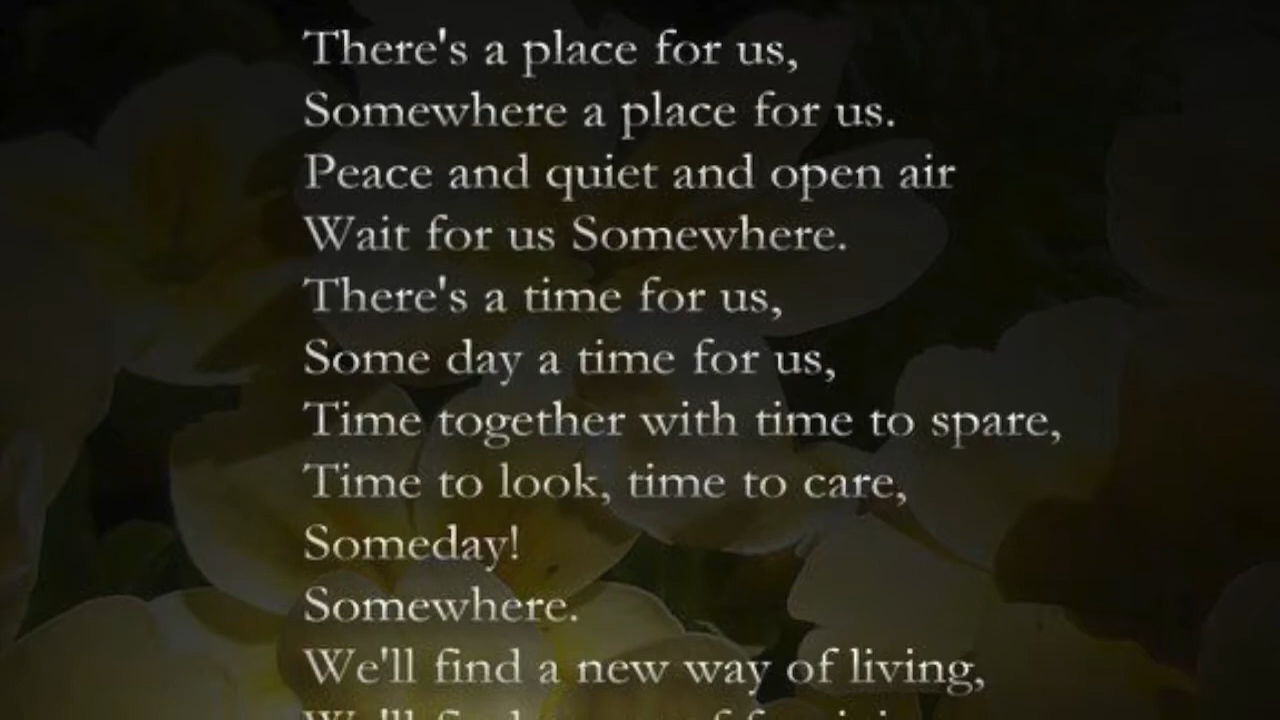 There's a place for us,
Somewhere a place for us.
Peace and quiet and open air
Wait for us Somewhere.
There's a time for us,
Some day a time for us,
Time together with time to spare,
Time to look, time to care,
Someday!
Somewhere.
We'll find a new way of living,